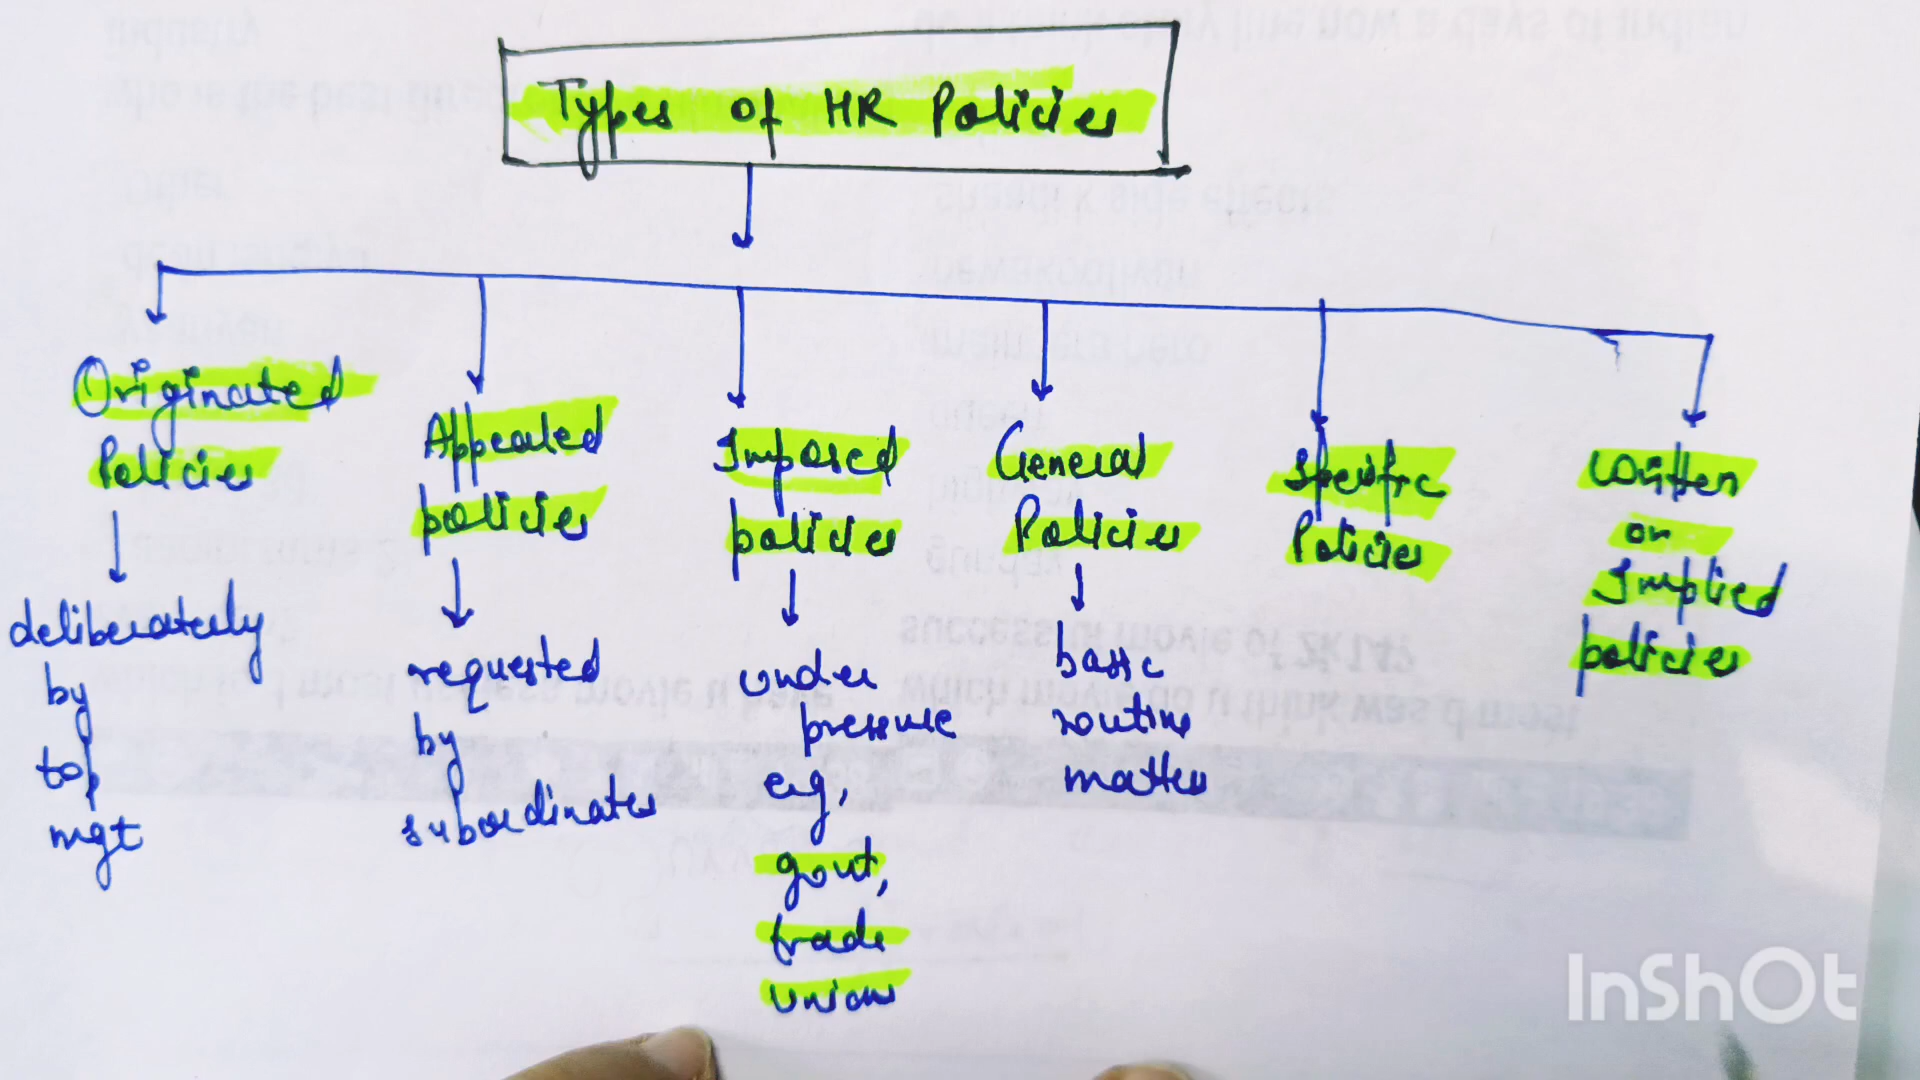 Types of HR Policies
Originated
Policies
deliberately
by
top
mgt
Appealed
policies
requested
by
subordinates
Imposed
policies
under
pressure
eg,
govt,
trade
union
General
Policies
basic
routine
matter
Specific
Policies
Written
or
Implied
policies
InShOt